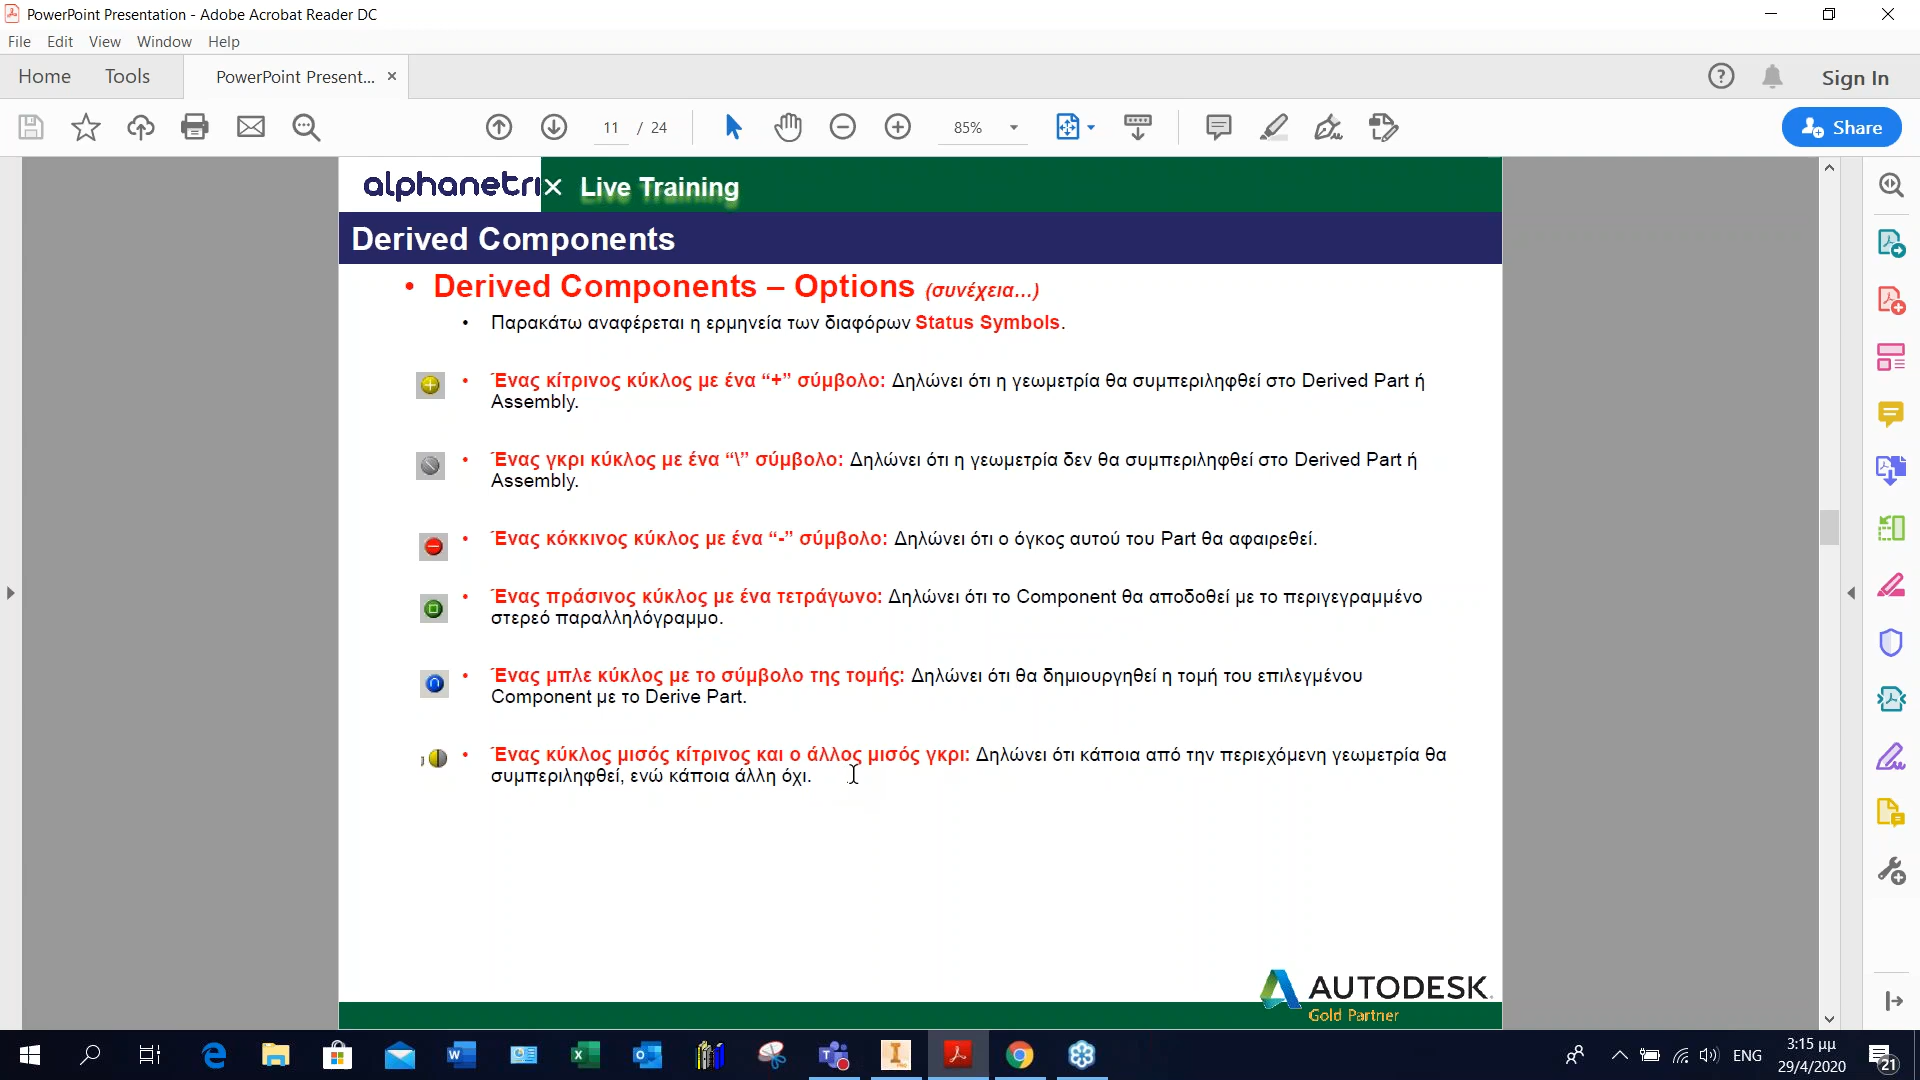 PowerPoint Presentation - Adobe Acrobat Reader DC
File Edit View Window Help
Home Tools PowerPoint Present... Sign In
11 / 24 85% Share
alphanetrix Live Training
Derived Components
• Derived Components – Options (συνέχεια...)
• Παρακάτω αναφέρεται η ερμηνεία των διαφόρων Status Symbols.
• Ένας κίτρινος κύκλος με ένα “+” σύμβολο: Δηλώνει ότι η γεωμετρία θα συμπεριληφθεί στο Derived Part ή
Assembly.
• Ένας γκρι κύκλος με ένα “\” σύμβολο: Δηλώνει ότι η γεωμετρία δεν θα συμπεριληφθεί στο Derived Part ή
Assembly.
• Ένας κόκκινος κύκλος με ένα “-” σύμβολο: Δηλώνει ότι ο όγκος αυτού του Part θα αφαιρεθεί.
• Ένας πράσινος κύκλος με ένα τετράγωνο: Δηλώνει ότι το Component θα αποδοθεί με το περιγεγραμμένο
στερεό παραλληλόγραμμο.
• Ένας μπλε κύκλος με το σύμβολο της τομής: Δηλώνει ότι θα δημιουργηθεί η τομή του επιλεγμένου
Component με το Derive Part.
• Ένας κύκλος μισός κίτρινος και ο άλλος μισός γκρι: Δηλώνει ότι κάποια από την περιεχόμενη γεωμετρία θα
συμπεριληφθεί, ενώ κάποια άλλη όχι.
AUTODESK
Gold Partner
ENG
3:15 μμ
29/4/2020
21